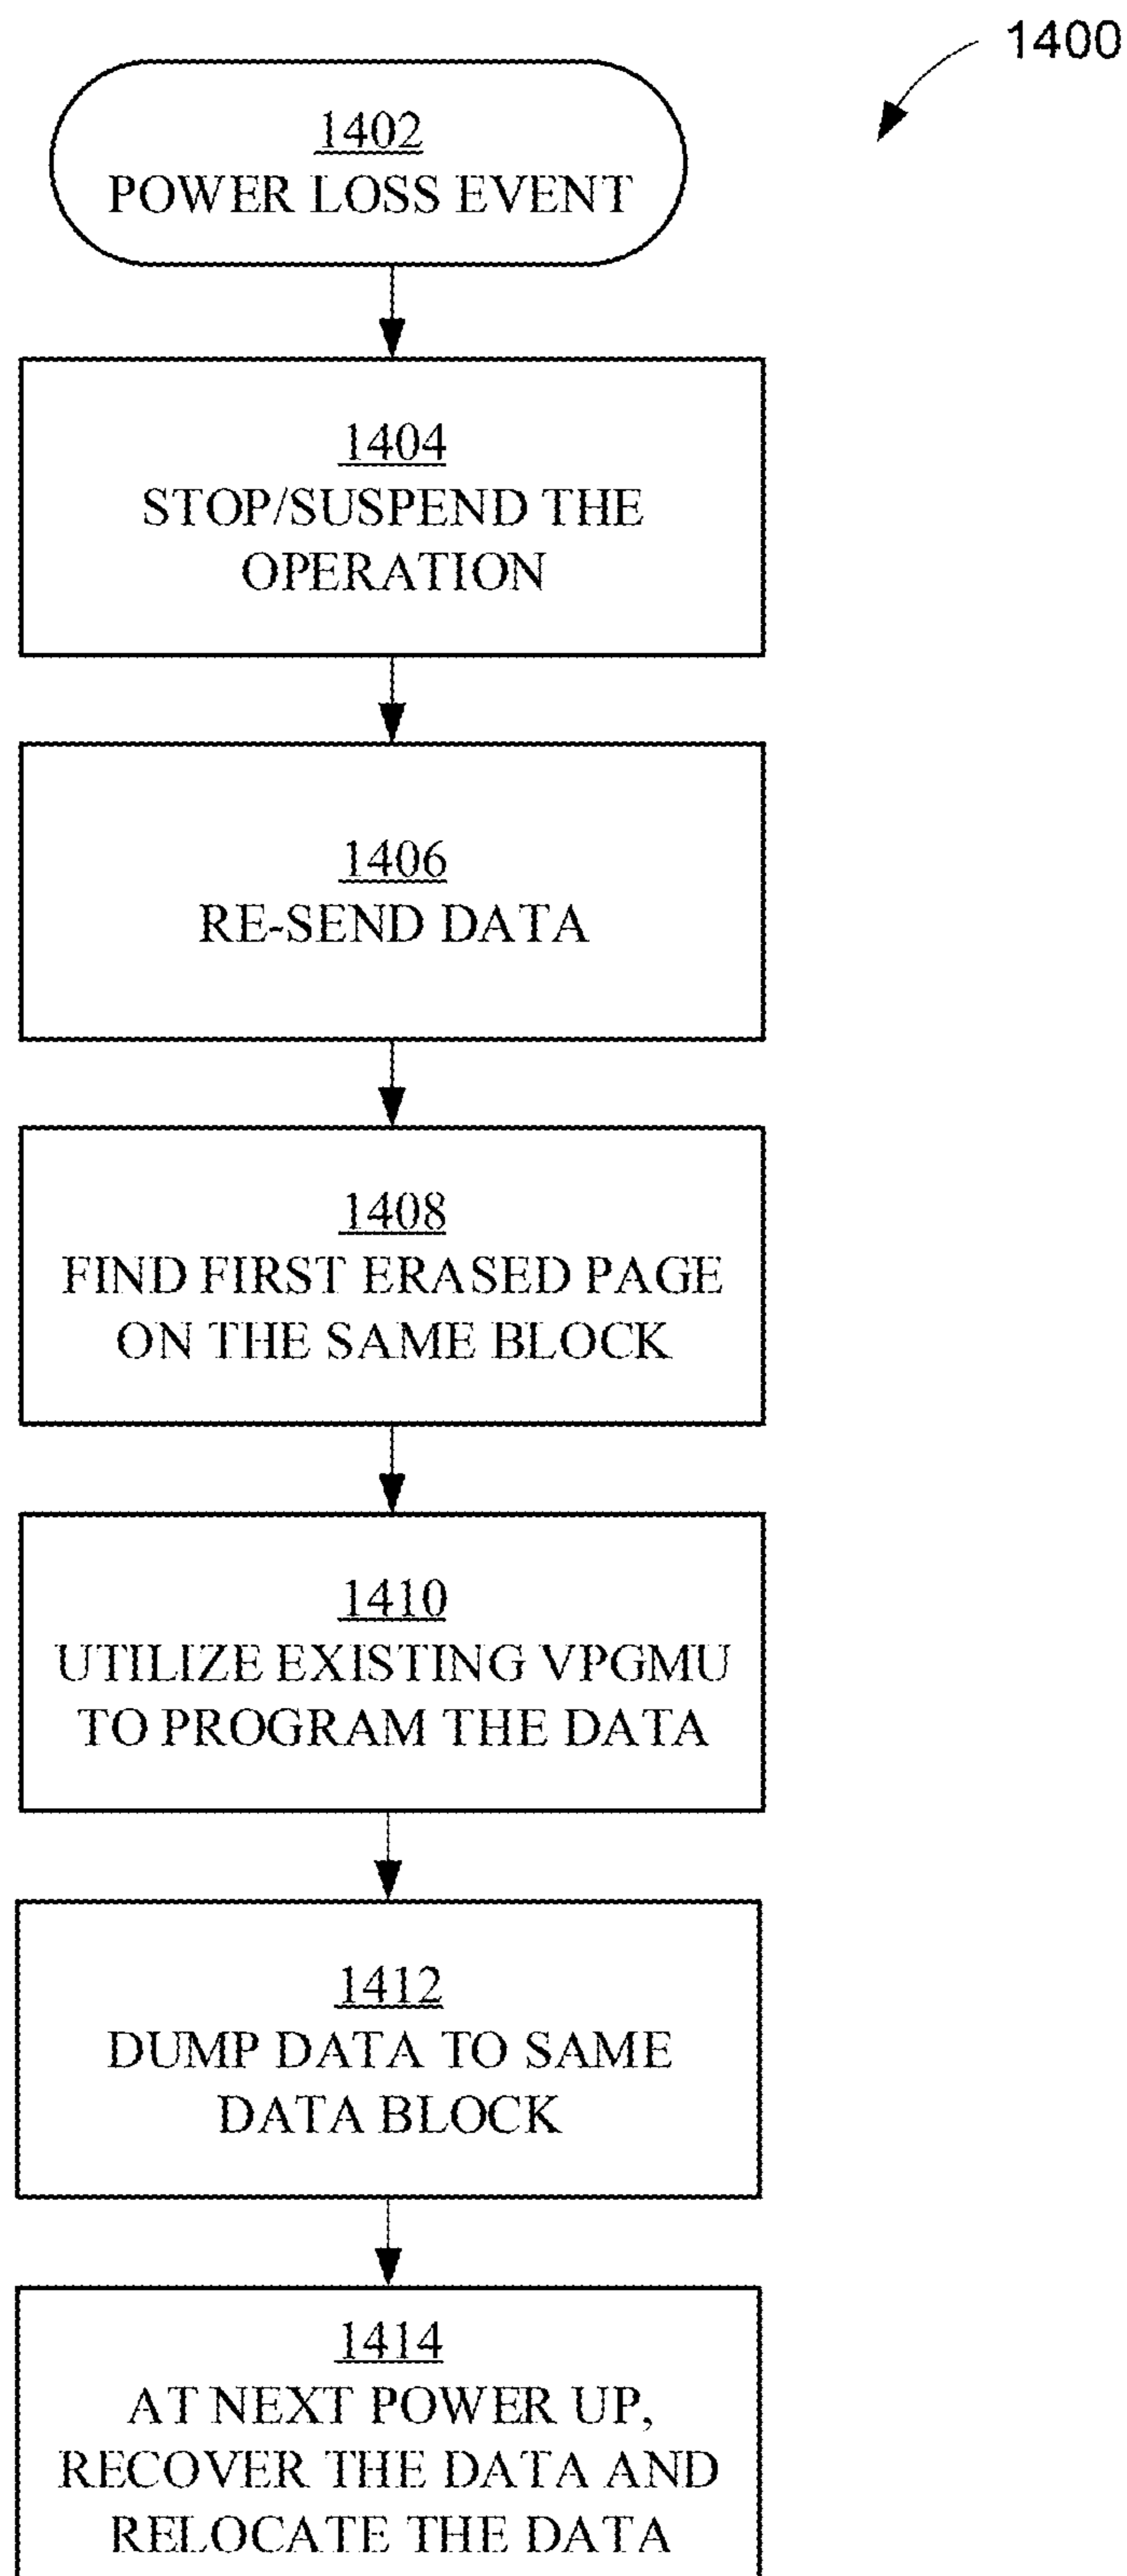 1400
1402
POWER LOSS EVENT
1404
STOP/SUSPEND THE
OPERATION
1406
RE-SEND DATA
1408
FIND FIRST ERASED PAGE
ON THE SAME BLOCK
1410
UTILIZE EXISTING VPGMU
TO PROGRAM THE DATA
1412
DUMP DATA TO SAME
DATA BLOCK
1414
AT NEXT POWER UP,
RECOVER THE DATA AND
RELOCATE THE DATA